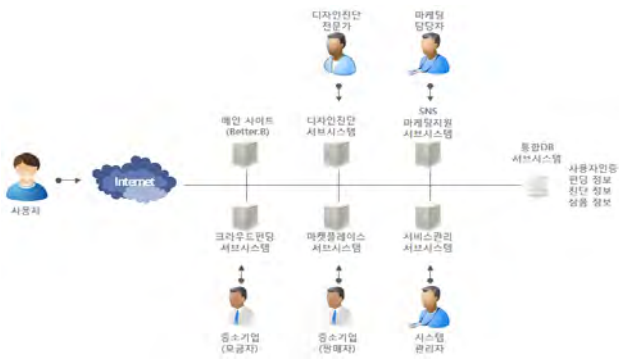 디자인진단
전문가
마케팅
담당자
메인 사이트
(Better.B)
디자인진단
서브시스템
SNS
마케팅지원
서브시스템
통합DB
서브시스템
사용자인증
펀딩 정보
진단 정보
상품 정보
Internet
사용자
크라우드펀딩
서브시스템
마켓플레이스
서브시스템
서비스관리
서브시스템
중소기업
(모금자)
중소기업
(판매자)
시스템
관리자